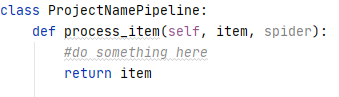 class ProjectNamePipeline:
    def process_item(self, item, spider):
        #do something here
        return item